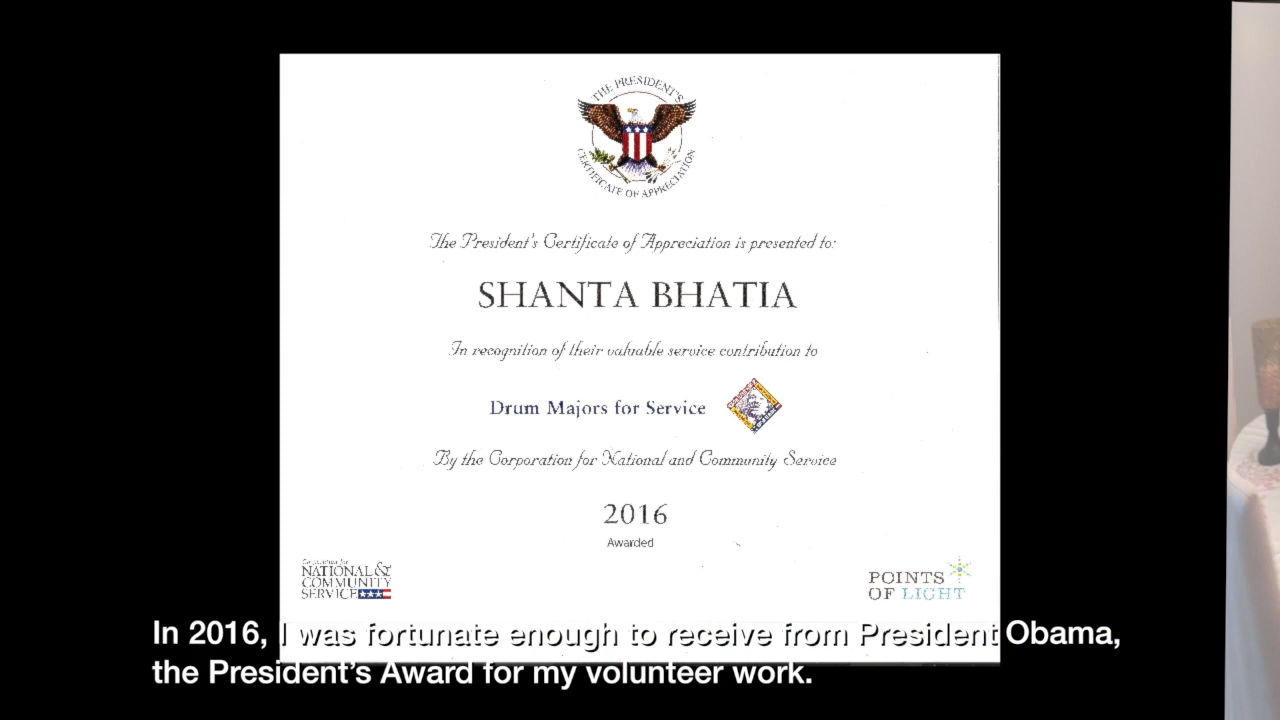 THE PRESIDENT'S
CERTIFICATE OF APPRECIATION
The President's Certificate of Appreciation is presented to:
SHANTA BHATIA
In recognition of their valuable service contribution to
Drum Majors for Service
By the Corporation for National and Community Service
2016
Awarded
Corporation for
NATIONAL &
COMMUNITY
SERVICE
POINTS
OF LIGHT
In 2016, I was fortunate enough to receive from President Obama,
the President's Award for my volunteer work.